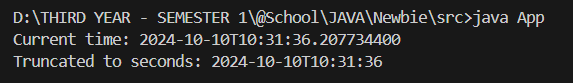 D:\THIRD YEAR - SEMESTER 1\@School\JAVA\Newbie\src>java App
Current time: 2024-10-10T10:31:36.207734400
Truncated to seconds: 2024-10-10T10:31:36